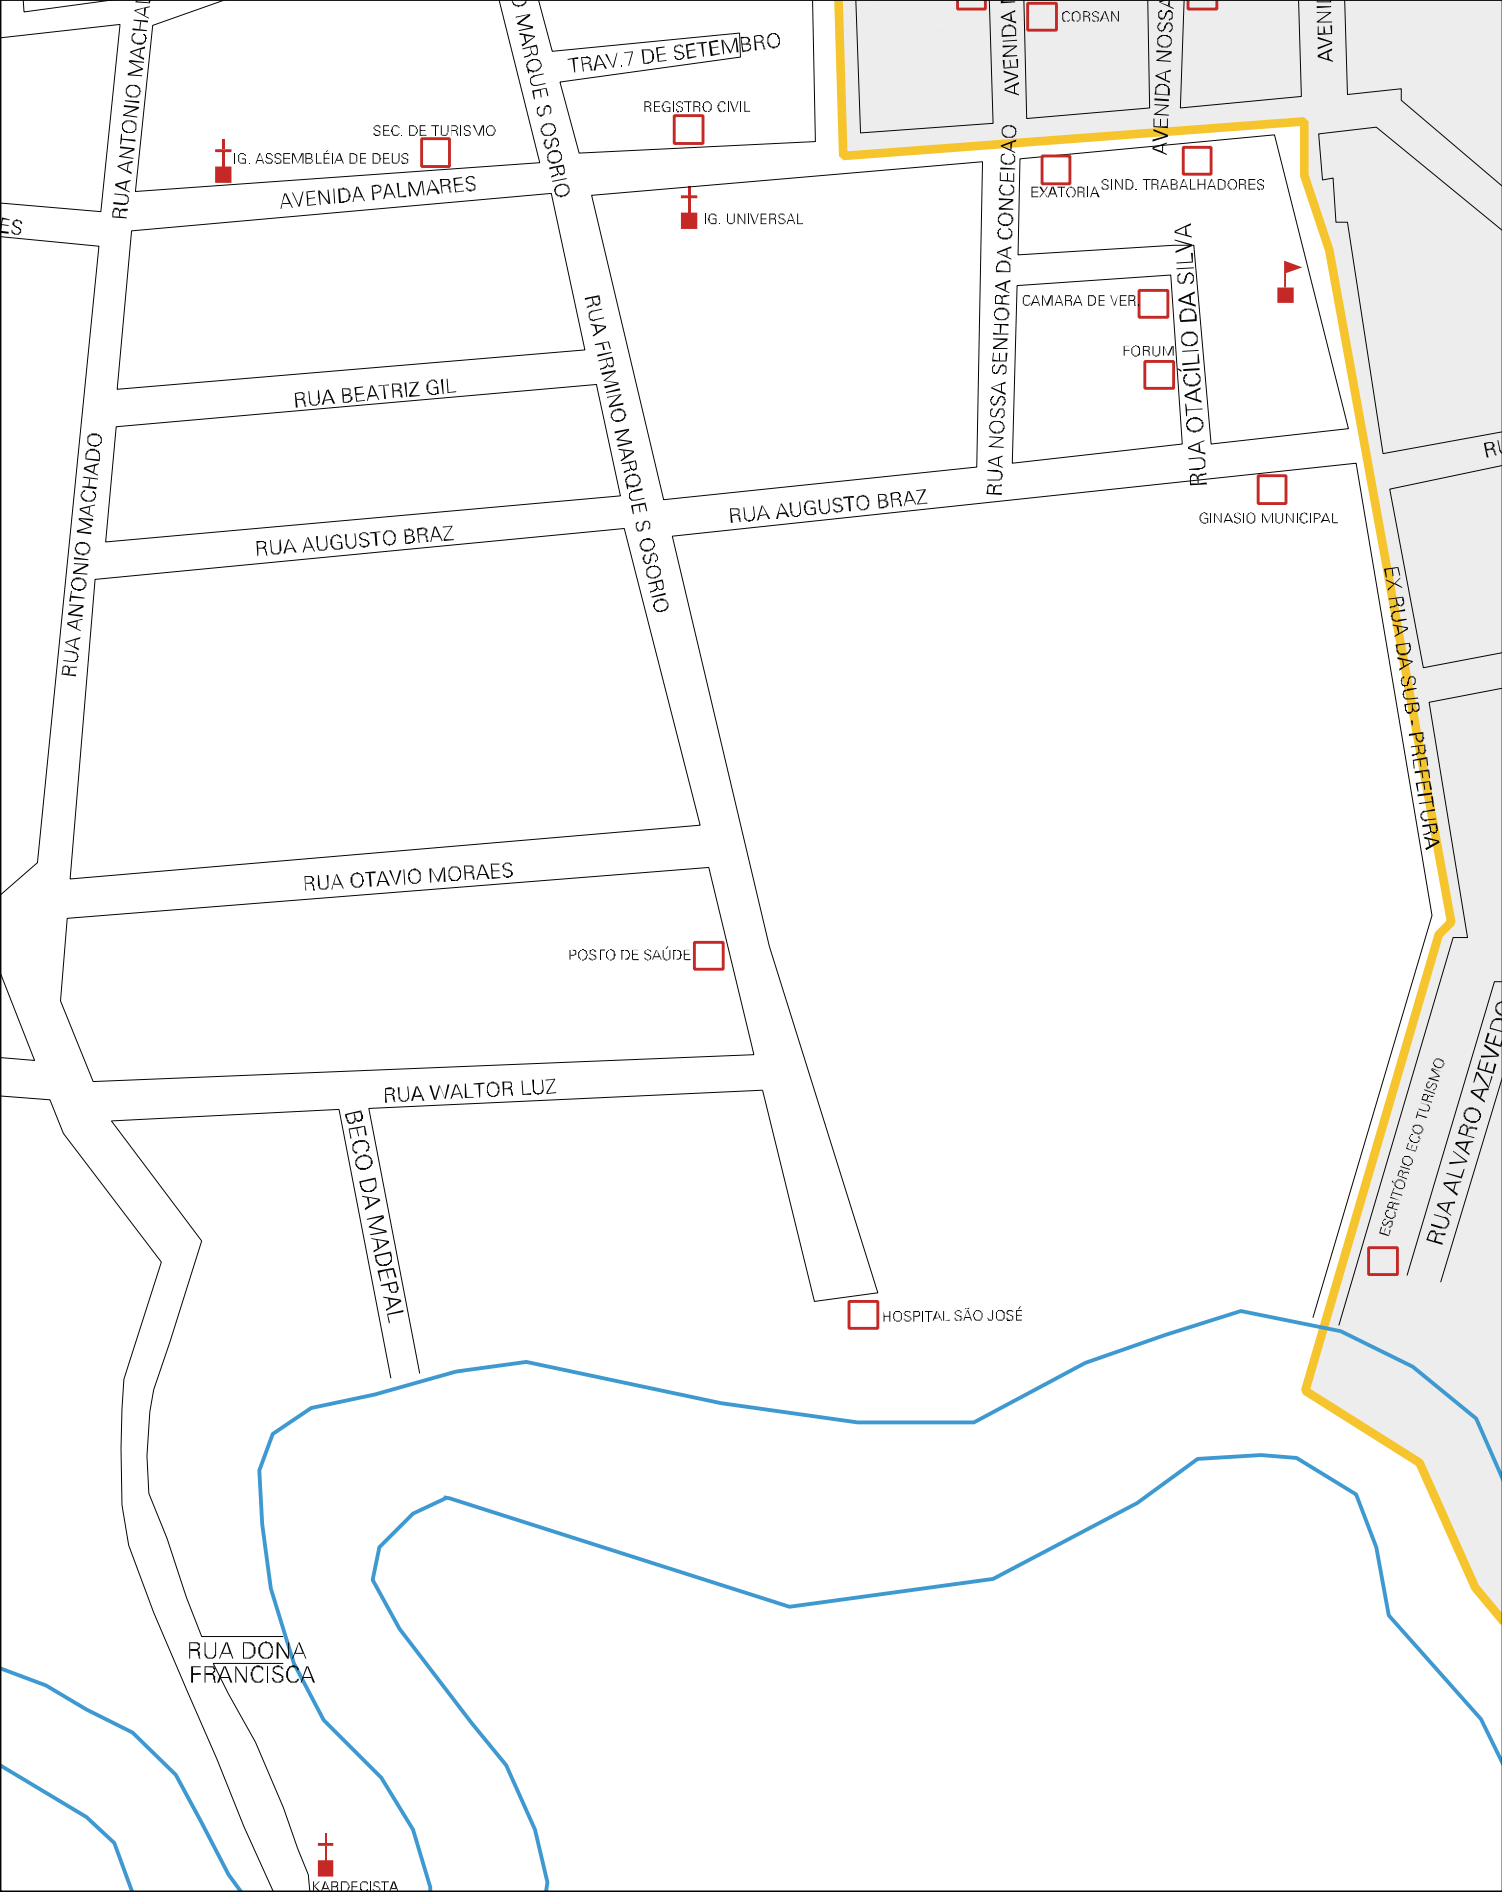 RUA ANTONIO MACHAD
O MARQUE S OSORIO
TRAV.7 DE SETEMBRO
AVENIDA
CORSAN
AVENIDA NOSSA
AVENI
REGISTRO CIVIL
SEC. DE TURISMO
IG. ASSEMBLÉIA DE DEUS
AVENIDA PALMARES
IG. UNIVERSAL
EXATORIA
SIND. TRABALHADORES
ES
RUA NOSSA SENHORA DA CONCEICAO
RUA OTACÍLIO DA SILVA
CAMARA DE VER.
FORUM
RUA FIRMINO MARQUE S OSORIO
RUA BEATRIZ GIL
RUA ANTONIO MACHADO
RU
RUA AUGUSTO BRAZ
RUA AUGUSTO BRAZ
GINASIO MUNICIPAL
EX RUA DA SUB - PREFEITURA
RUA OTAVIO MORAES
POSTO DE SAÚDE
RUA WALTOR LUZ
BECO DA MADEPAL
ESCRITÓRIO ECO TURISMO
RUA ALVARO AZEVEDO
HOSPITAL SÃO JOSÉ
RUA DONA
FRANCISCA
KARDECISTA